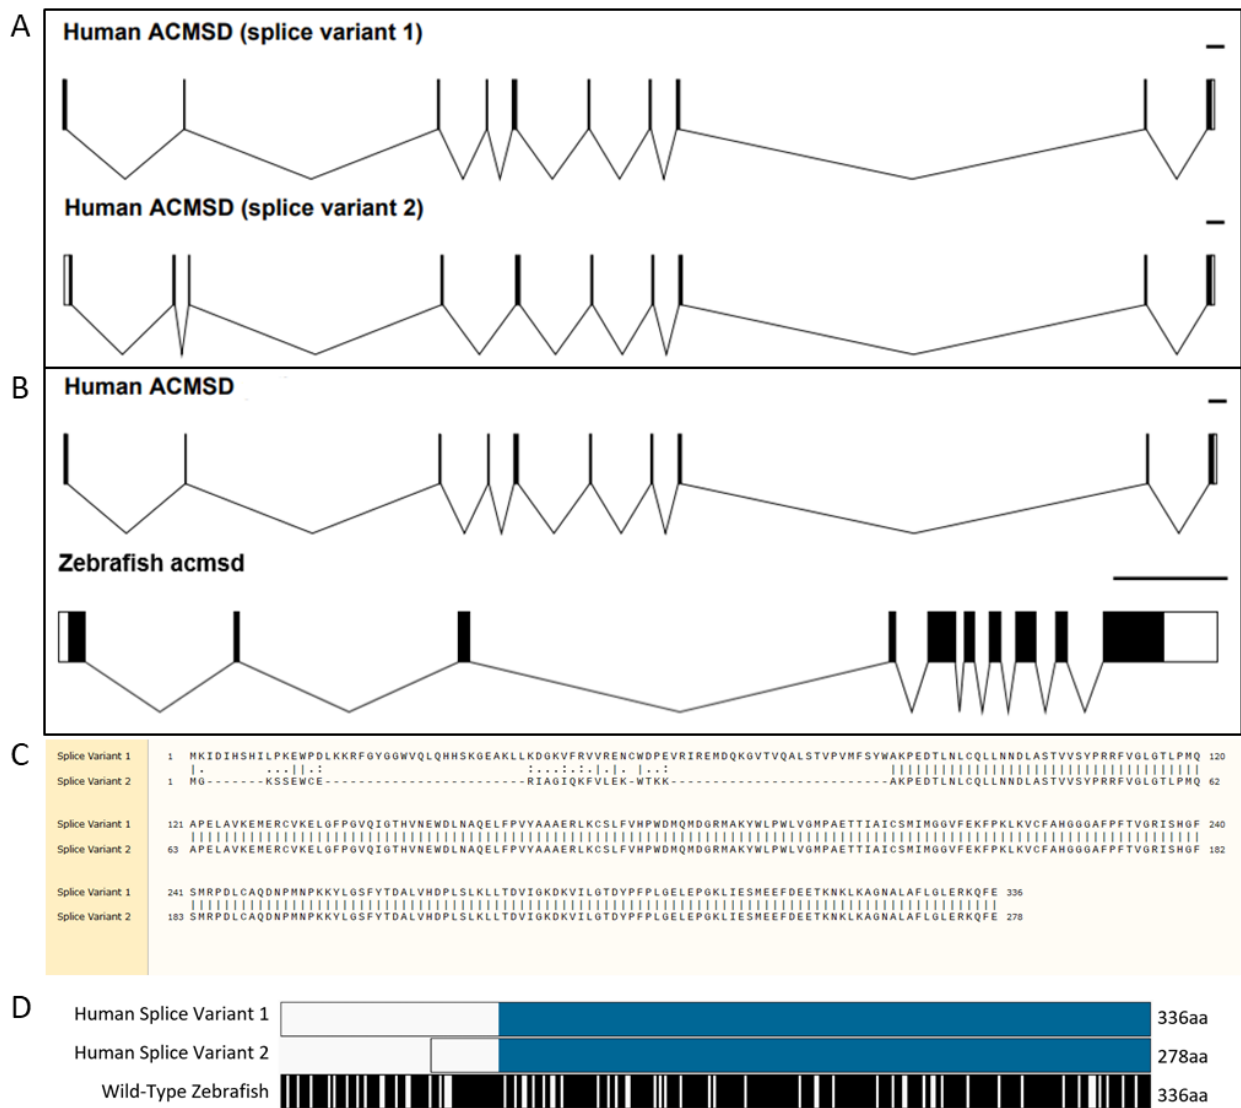 A
Human ACMSD (splice variant 1)
Human ACMSD (splice variant 2)
B
Human ACMSD
Zebrafish acmsd
C
Splice Variant 1 1 MKIDIHSHILPKEWPDLKKRFGYGGWVQLQHHSKGEAKLLKDGKVFRVVRENCWDPEVRIREMDQKGVTVQALSTVPVMFSYWAKPEDTLNLCQLLNNDLASTVVSYPRRFVGLGTLPMQ 120
|. ...||.: :...:.:.|.|. |..: |||||||||||||||||||||||||||||||||||||
Splice Variant 2 1 MG-------KSSEWCE-------------------------RIAGIQKFVLEK-WTKK--------------------------AKPEDTLNLCQLLNNDLASTVVSYPRRFVGLGTLPMQ 62
Splice Variant 1 121 APELAVKEMERCVKELGFPGVQIGTHVNEWDLNAQELFPVYAAAERLKCSLFVHPWDMQMDGRMAKYWLPWLVGMPAETTIAICSMIMGGVFEKFPKLKVCFAHGGGAFPFTVGRISHGF 240
||||||||||||||||||||||||||||||||||||||||||||||||||||||||||||||||||||||||||||||||||||||||||||||||||||||||||||||||||||||||
Splice Variant 2 63 APELAVKEMERCVKELGFPGVQIGTHVNEWDLNAQELFPVYAAAERLKCSLFVHPWDMQMDGRMAKYWLPWLVGMPAETTIAICSMIMGGVFEKFPKLKVCFAHGGGAFPFTVGRISHGF 182
Splice Variant 1 241 SMRPDLCAQDNPMNPKKYLGSFYTDALVHDPLSLKLLTDVIGKDKVILGTDYPFPLGELEPGKLIESMEEFDEETKNKLKAGNALAFLGLERKQFE 336
||||||||||||||||||||||||||||||||||||||||||||||||||||||||||||||||||||||||||||||||||||||||||||||||
Splice Variant 2 183 SMRPDLCAQDNPMNPKKYLGSFYTDALVHDPLSLKLLTDVIGKDKVILGTDYPFPLGELEPGKLIESMEEFDEETKNKLKAGNALAFLGLERKQFE 278
D
Human Splice Variant 1 336aa
Human Splice Variant 2 278aa
Wild-Type Zebrafish 336aa